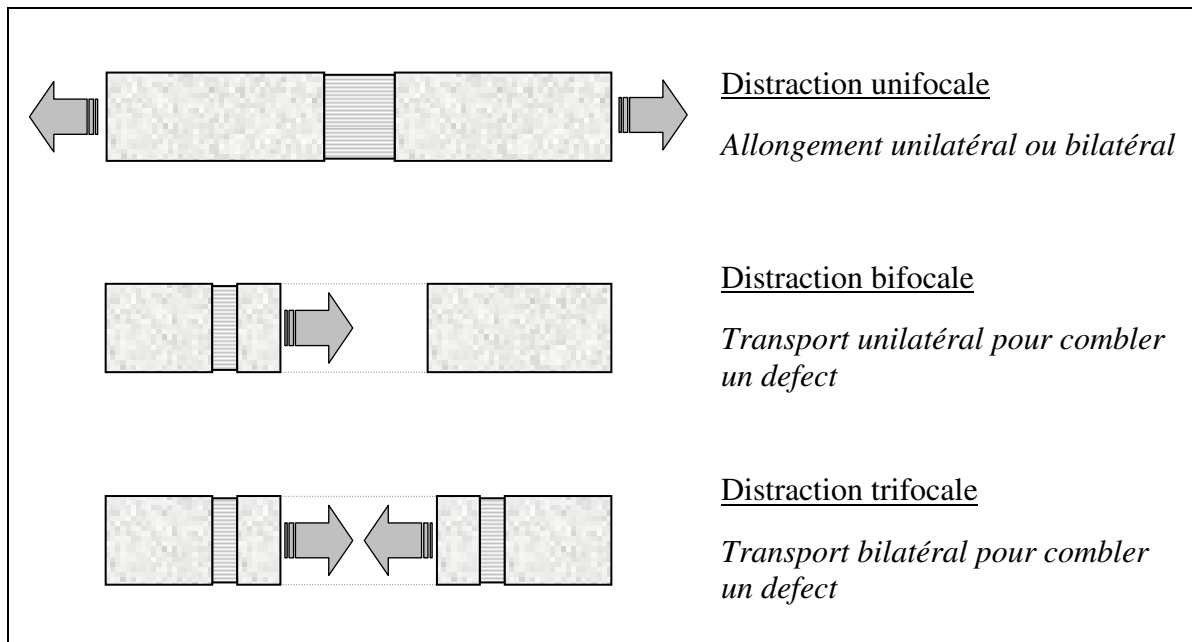 Distraction unifocale
Allongement unilatéral ou bilatéral
Distraction bifocale
Transport unilatéral pour combler
un defect
Distraction trifocale
Transport bilatéral pour combler
un defect